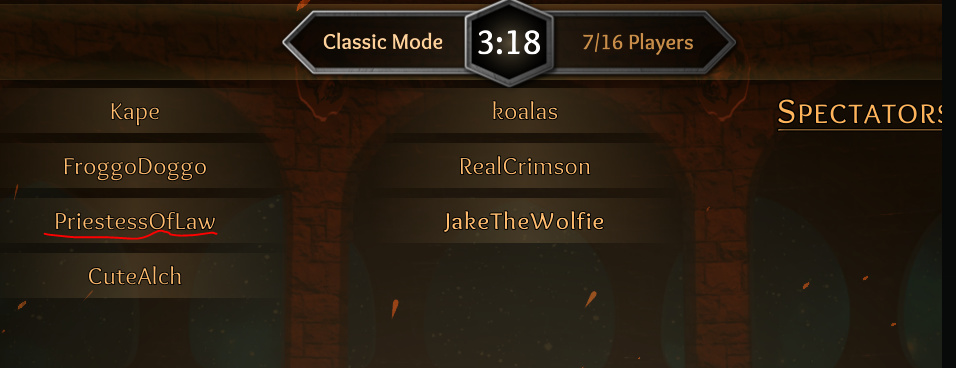 Classic Mode 3:18 7/16 Players
Kape
koalas
SPECTATORS
FroggoDoggo
RealCrimson
PriestessOfLaw
JakeTheWolfie
CuteAlch